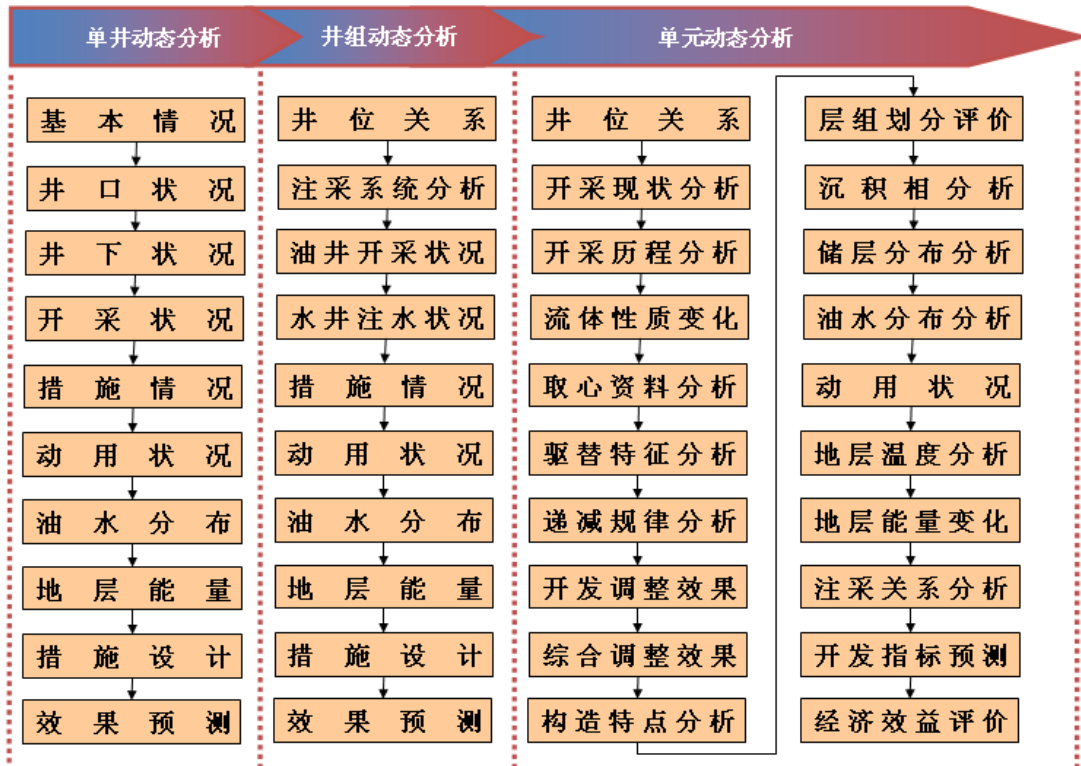 单井动态分析
井组动态分析
单元动态分析
基本情况
井口状况
井下状况
开采状况
措施情况
动用状况
油水分布
地层能量
措施设计
效果预测
井位关系
注采系统分析
油井开采状况
水井注水状况
措施情况
动用状况
油水分布
地层能量
措施设计
效果预测
井位关系
开采现状分析
开采历程分析
流体性质变化
取心资料分析
驱替特征分析
递减规律分析
开发调整效果
综合调整效果
构造特点分析
层组划分评价
沉积相分析
储层分布分析
油水分布分析
动用状况
地层温度分析
地层能量变化
注采关系分析
开发指标预测
经济效益评价